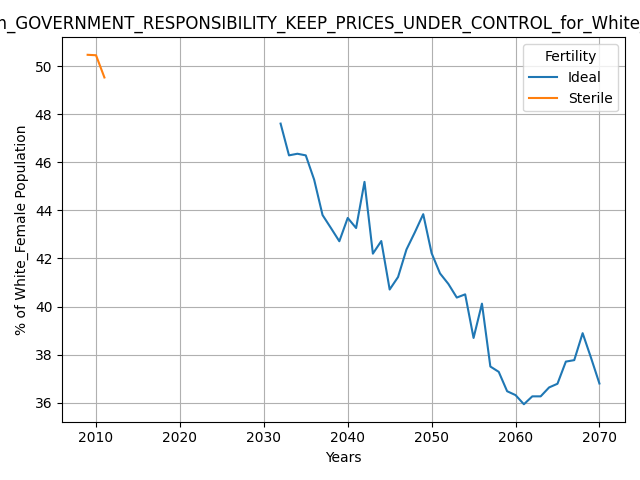 _GOVERNMENT_RESPONSIBILITY_KEEP_PRICES_UNDER_CONTROL_for_White
Fertility
Ideal
Sterile
50
48
46
44
42
40
38
36
% of White_Female Population
2010 2020 2030 2040 2050 2060 2070
Years